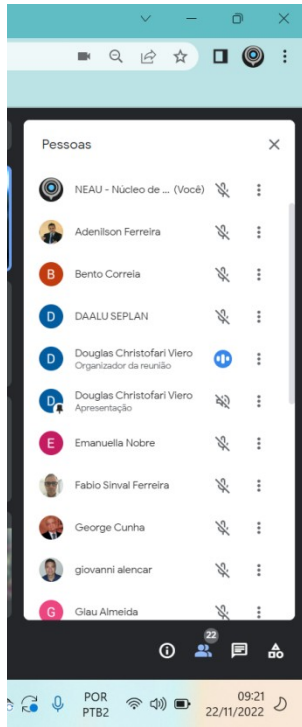 Pessoas
NEAU - Núcleo de ... (Você)
Adenilson Ferreira
B
Bento Correia
D
DAALU SEPLAN
D
Douglas Christofari Viero
Organizador da reunião
D
Douglas Christofari Viero
Apresentação
E
Emanuella Nobre
Fabio Sinval Ferreira
George Cunha
giovanni alencar
G
Glau Almeida
22
POR
PTB2
09:21
22/11/2022
2